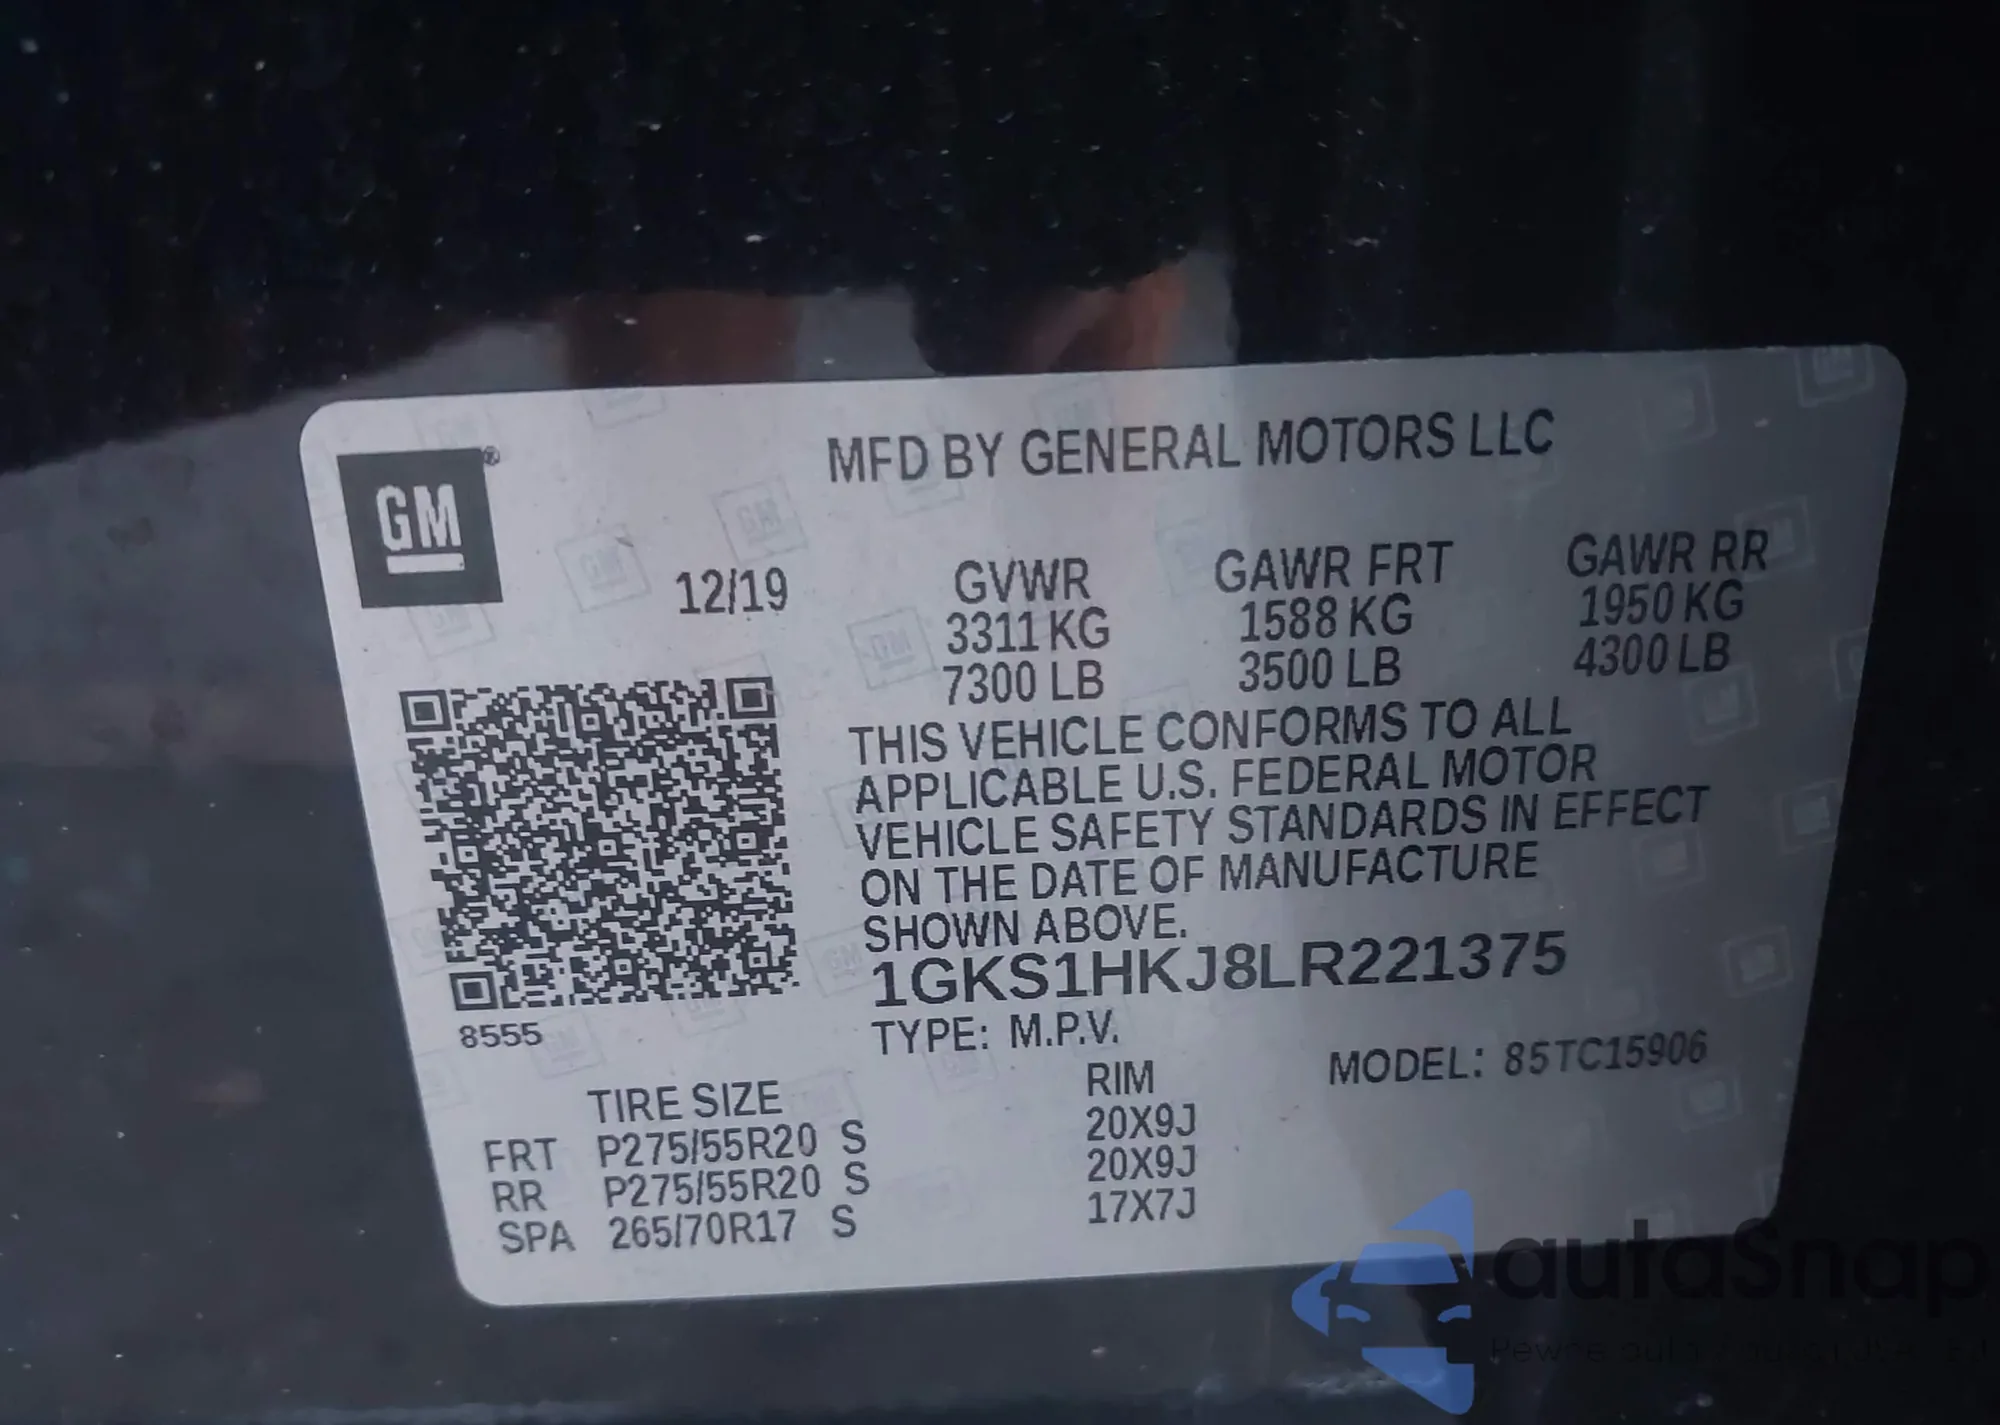 GM ®
MFD BY GENERAL MOTORS LLC
12/19
GVWR GAWR FRT GAWR RR
3311 KG 1588 KG 1950 KG
7300 LB 3500 LB 4300 LB
THIS VEHICLE CONFORMS TO ALL
APPLICABLE U.S. FEDERAL MOTOR
VEHICLE SAFETY STANDARDS IN EFFECT
ON THE DATE OF MANUFACTURE
SHOWN ABOVE.
1GKS1HKJ8LR221375
8555
TYPE: M.P.V.
MODEL: 85TC15906
TIRE SIZE RIM
FRT P275/55R20 S 20X9J
RR P275/55R20 S 20X9J
SPA 265/70R17 S 17X7J
autaSnap